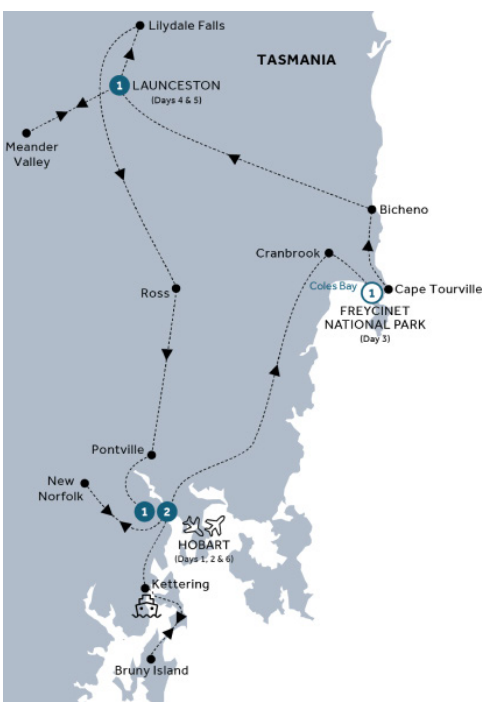 Lilydale Falls
TASMANIA
1
LAUNCESTON
(Days 4 & 5)
Meander
Valley
Bicheno
Cranbrook
Coles Bay
1
Cape Tourville
Ross
FREYCINET
NATIONAL PARK
(Day 3)
Pontville
New
Norfolk
1
2
HOBART
(Days 1, 2 & 6)
Kettering
Bruny Island